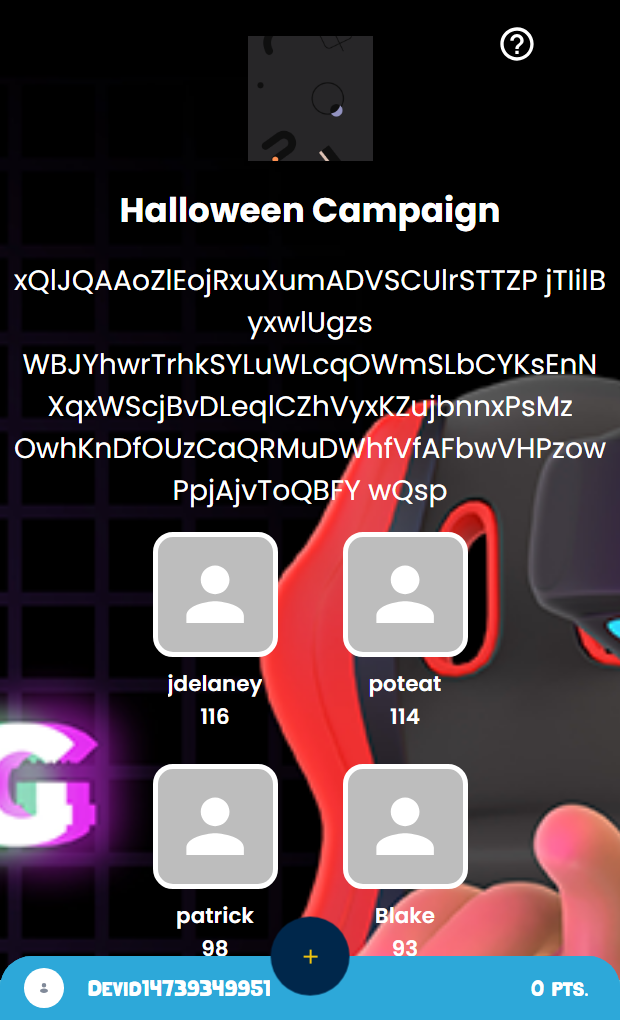 Halloween Campaign
xQlJQAAoZlEojRxuXumADVSCUlrSTTZP jTIilB
yxwlUgzs
WBJYhwrTrhkSYLuWLcqOWmSLbCYKsEnN
XqxWScjBvDLeqlCZhVyxKZujbnnxPsMz
OwhKnDfOUzCaQRMuDWhfVfAFbwVHPzow
PpjAjvToQBFY wQsp
jdelaney poteat
116 114
G
patrick Blake
98 93
+
Devid14739349951 0 pts.